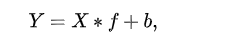 Y = X * f + b,